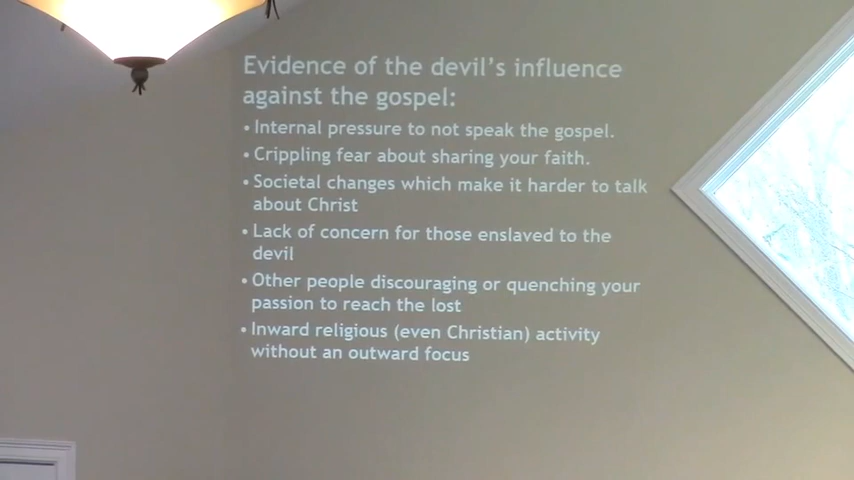 Evidence of the devil's influence
against the gospel:
• Internal pressure to not speak the gospel.
• Crippling fear about sharing your faith.
• Societal changes which make it harder to talk
about Christ
• Lack of concern for those enslaved to the
devil
• Other people discouraging or quenching your
passion to reach the lost
• Inward religious (even Christian) activity
without an outward focus